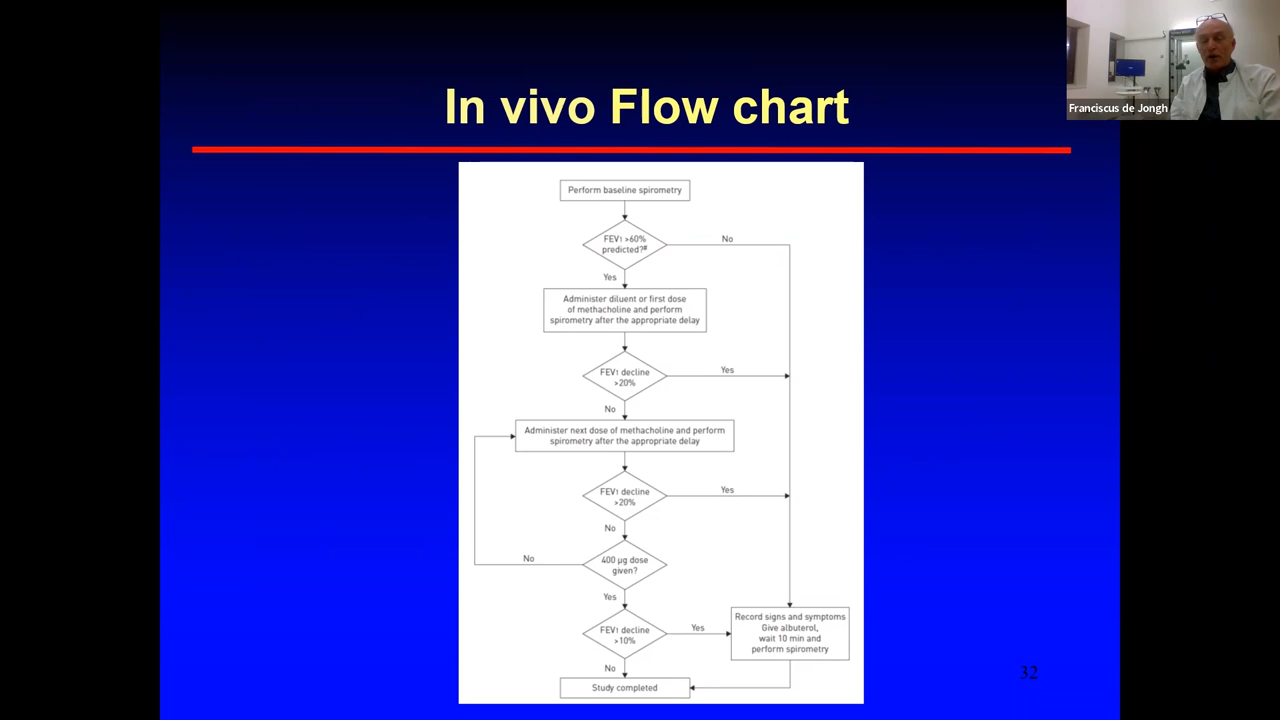 In vivo Flow chart
Franciscus de Jongh
Perform baseline spirometry
FEV1 >60%
predicted?#
No
Yes
Administer diluent or first dose
of methacholine and perform
spirometry after the appropriate delay
FEV1 decline
>20%
Yes
No
Administer next dose of methacholine and perform
spirometry after the appropriate delay
FEV1 decline
>20%
Yes
No
400 µg dose
given?
No
Yes
FEV1 decline
>10%
Yes
Record signs and symptoms
Give albuterol,
wait 10 min and
perform spirometry
No
Study completed
32